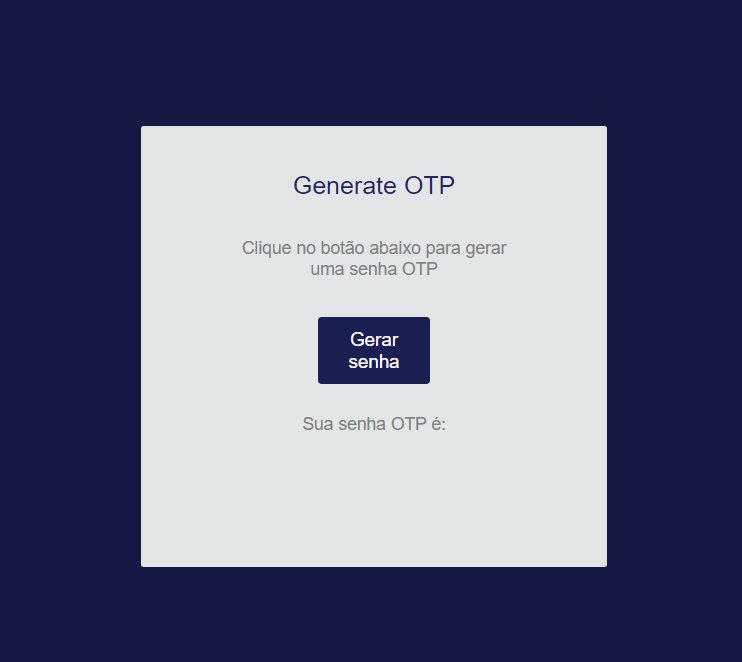 Generate OTP
Clique no botão abaixo para gerar
uma senha OTP
Gerar
senha
Sua senha OTP é: